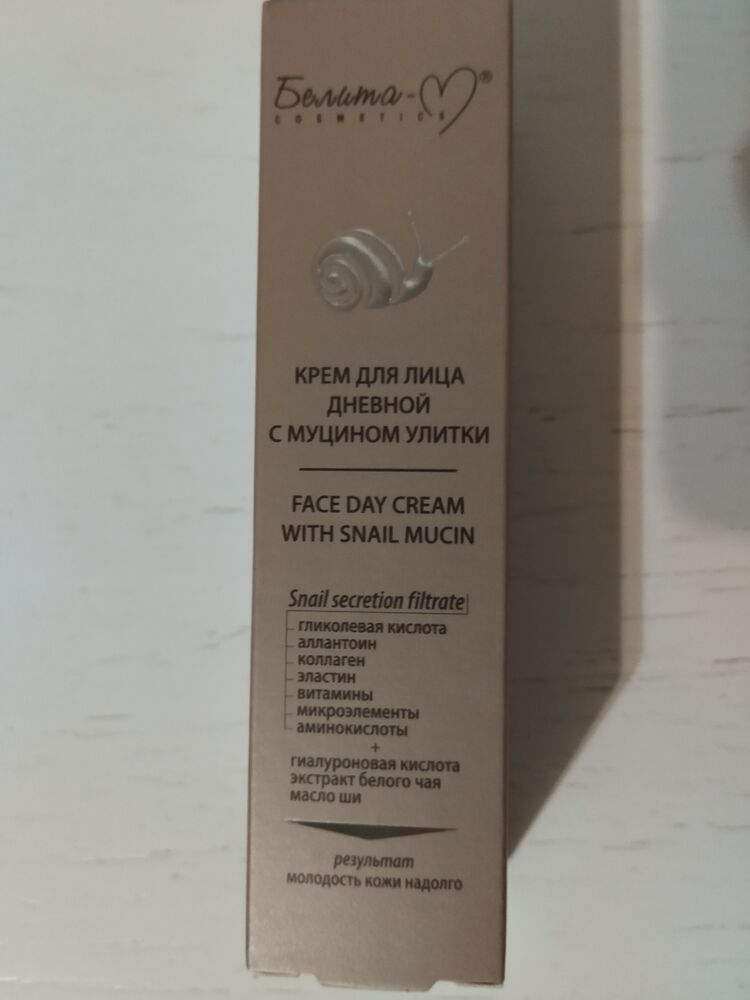 Белита-М®
COSMETICS
КРЕМ ДЛЯ ЛИЦА
ДНЕВНОЙ
С МУЦИНОМ УЛИТКИ
FACE DAY CREAM
WITH SNAIL MUCIN
Snail secretion filtrate
гликолевая кислота
аллантоин
коллаген
эластин
витамины
микроэлементы
аминокислоты
+
гиалуроновая кислота
экстракт белого чая
масло ши
результат
молодость кожи надолго